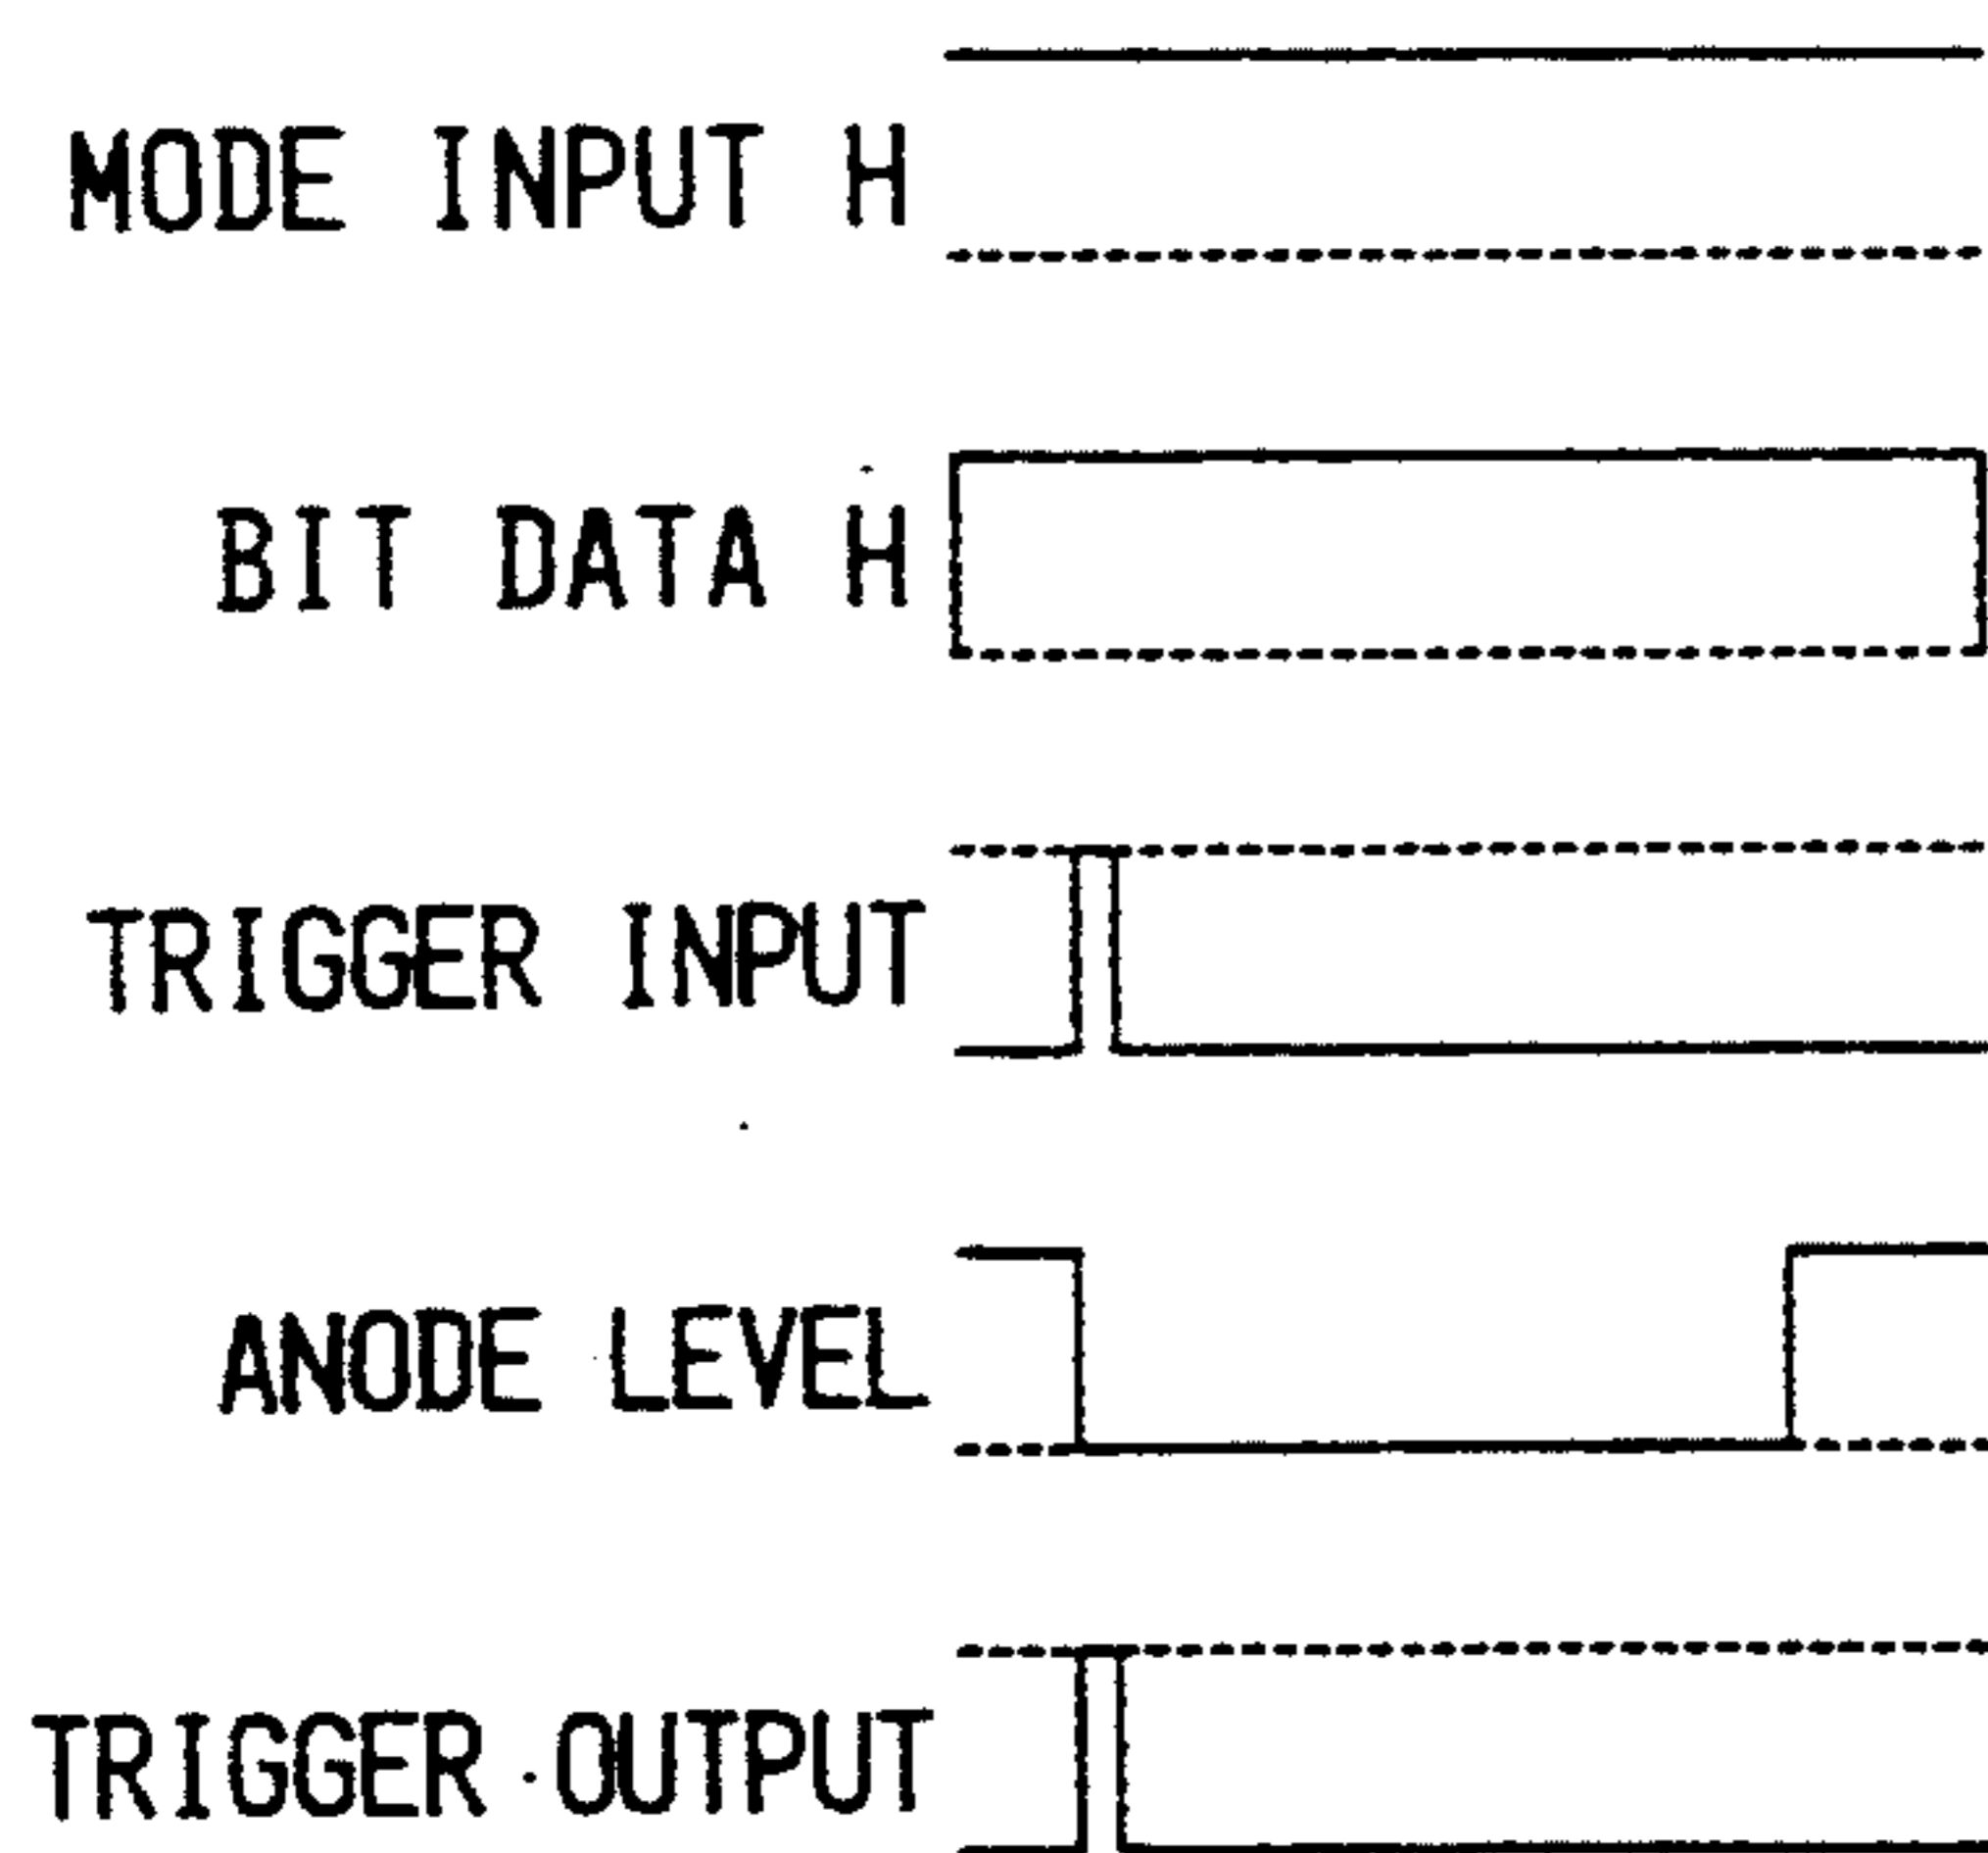 MODE INPUT H
BIT DATA H
TRIGGER INPUT
ANODE LEVEL
TRIGGER OUTPUT